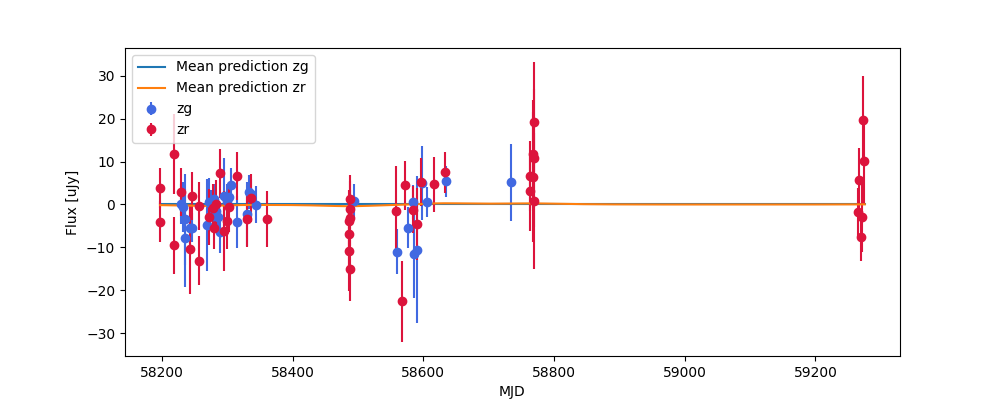 Mean prediction zg
Mean prediction zr
zg
zr
30
20
10
0
−10
−20
−30
Flux [uJy]
58200 58400 58600 58800 59000 59200
MJD